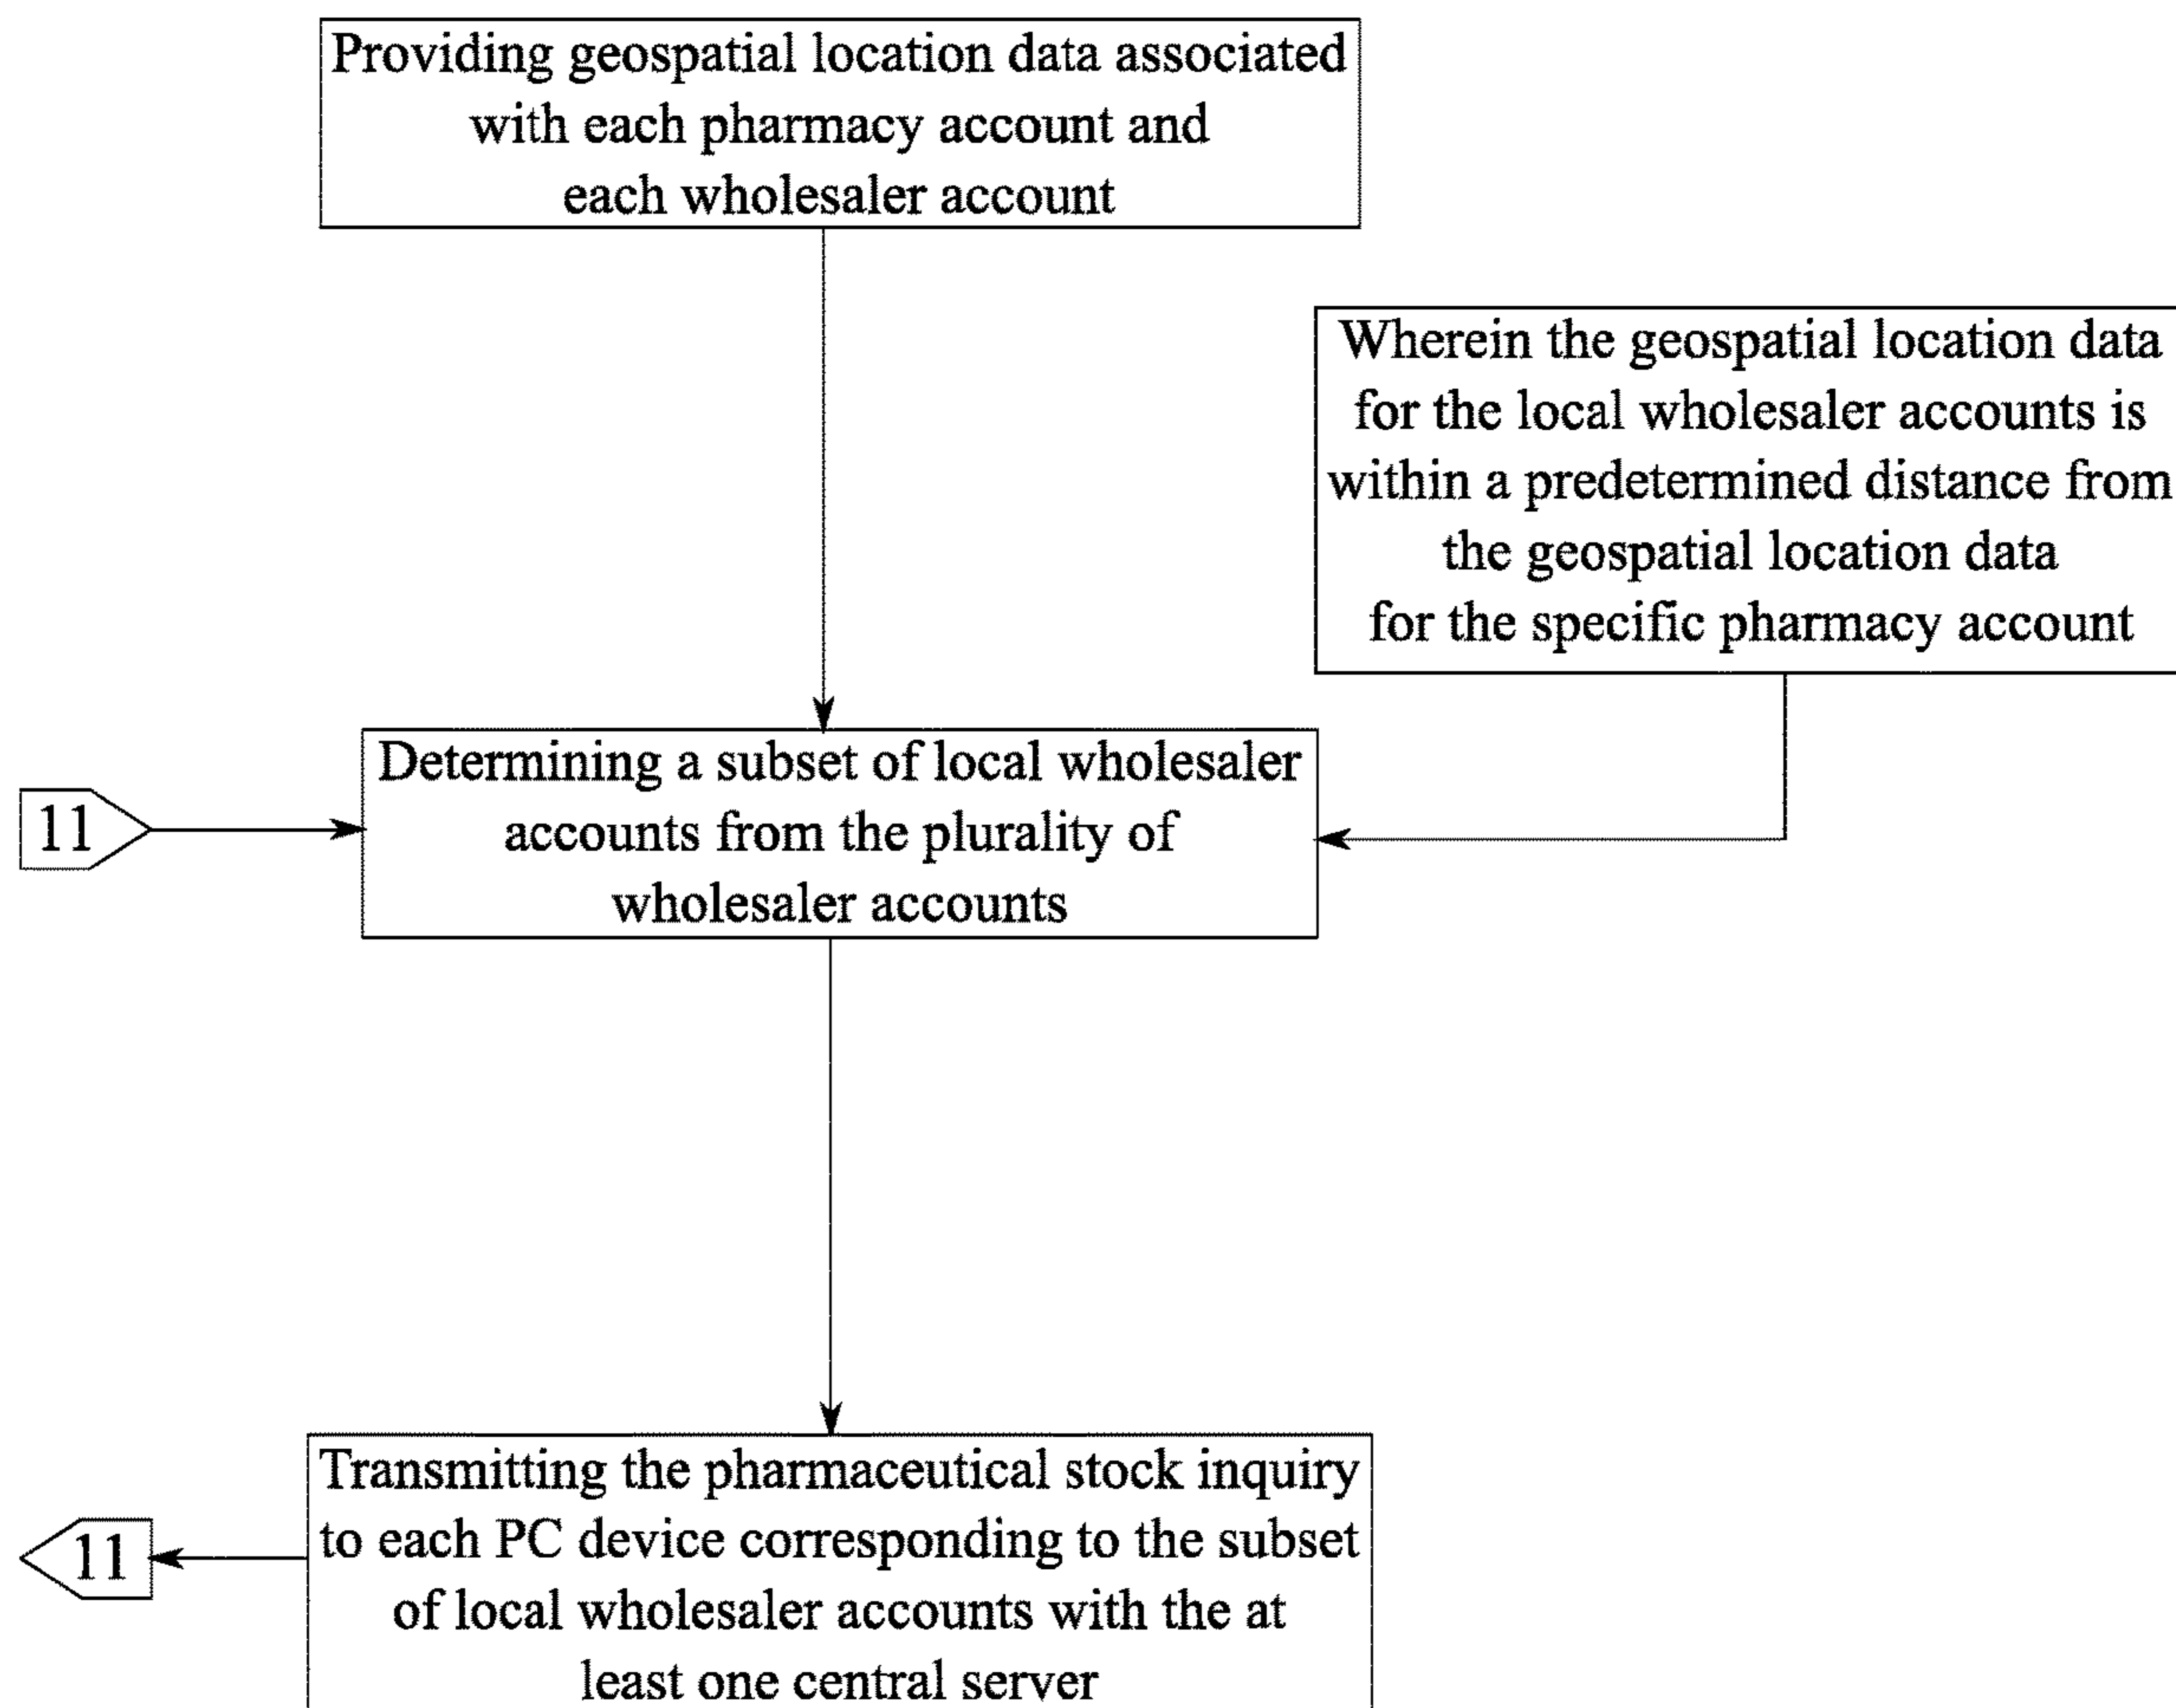 Providing geospatial location data associated
with each pharmacy account and
each wholesaler account
Wherein the geospatial location data
for the local wholesaler accounts is
within a predetermined distance from
the geospatial location data
for the specific pharmacy account
11
Determining a subset of local wholesaler
accounts from the plurality of
wholesaler accounts
11
Transmitting the pharmaceutical stock inquiry
to each PC device corresponding to the subset
of local wholesaler accounts with the at
least one central server